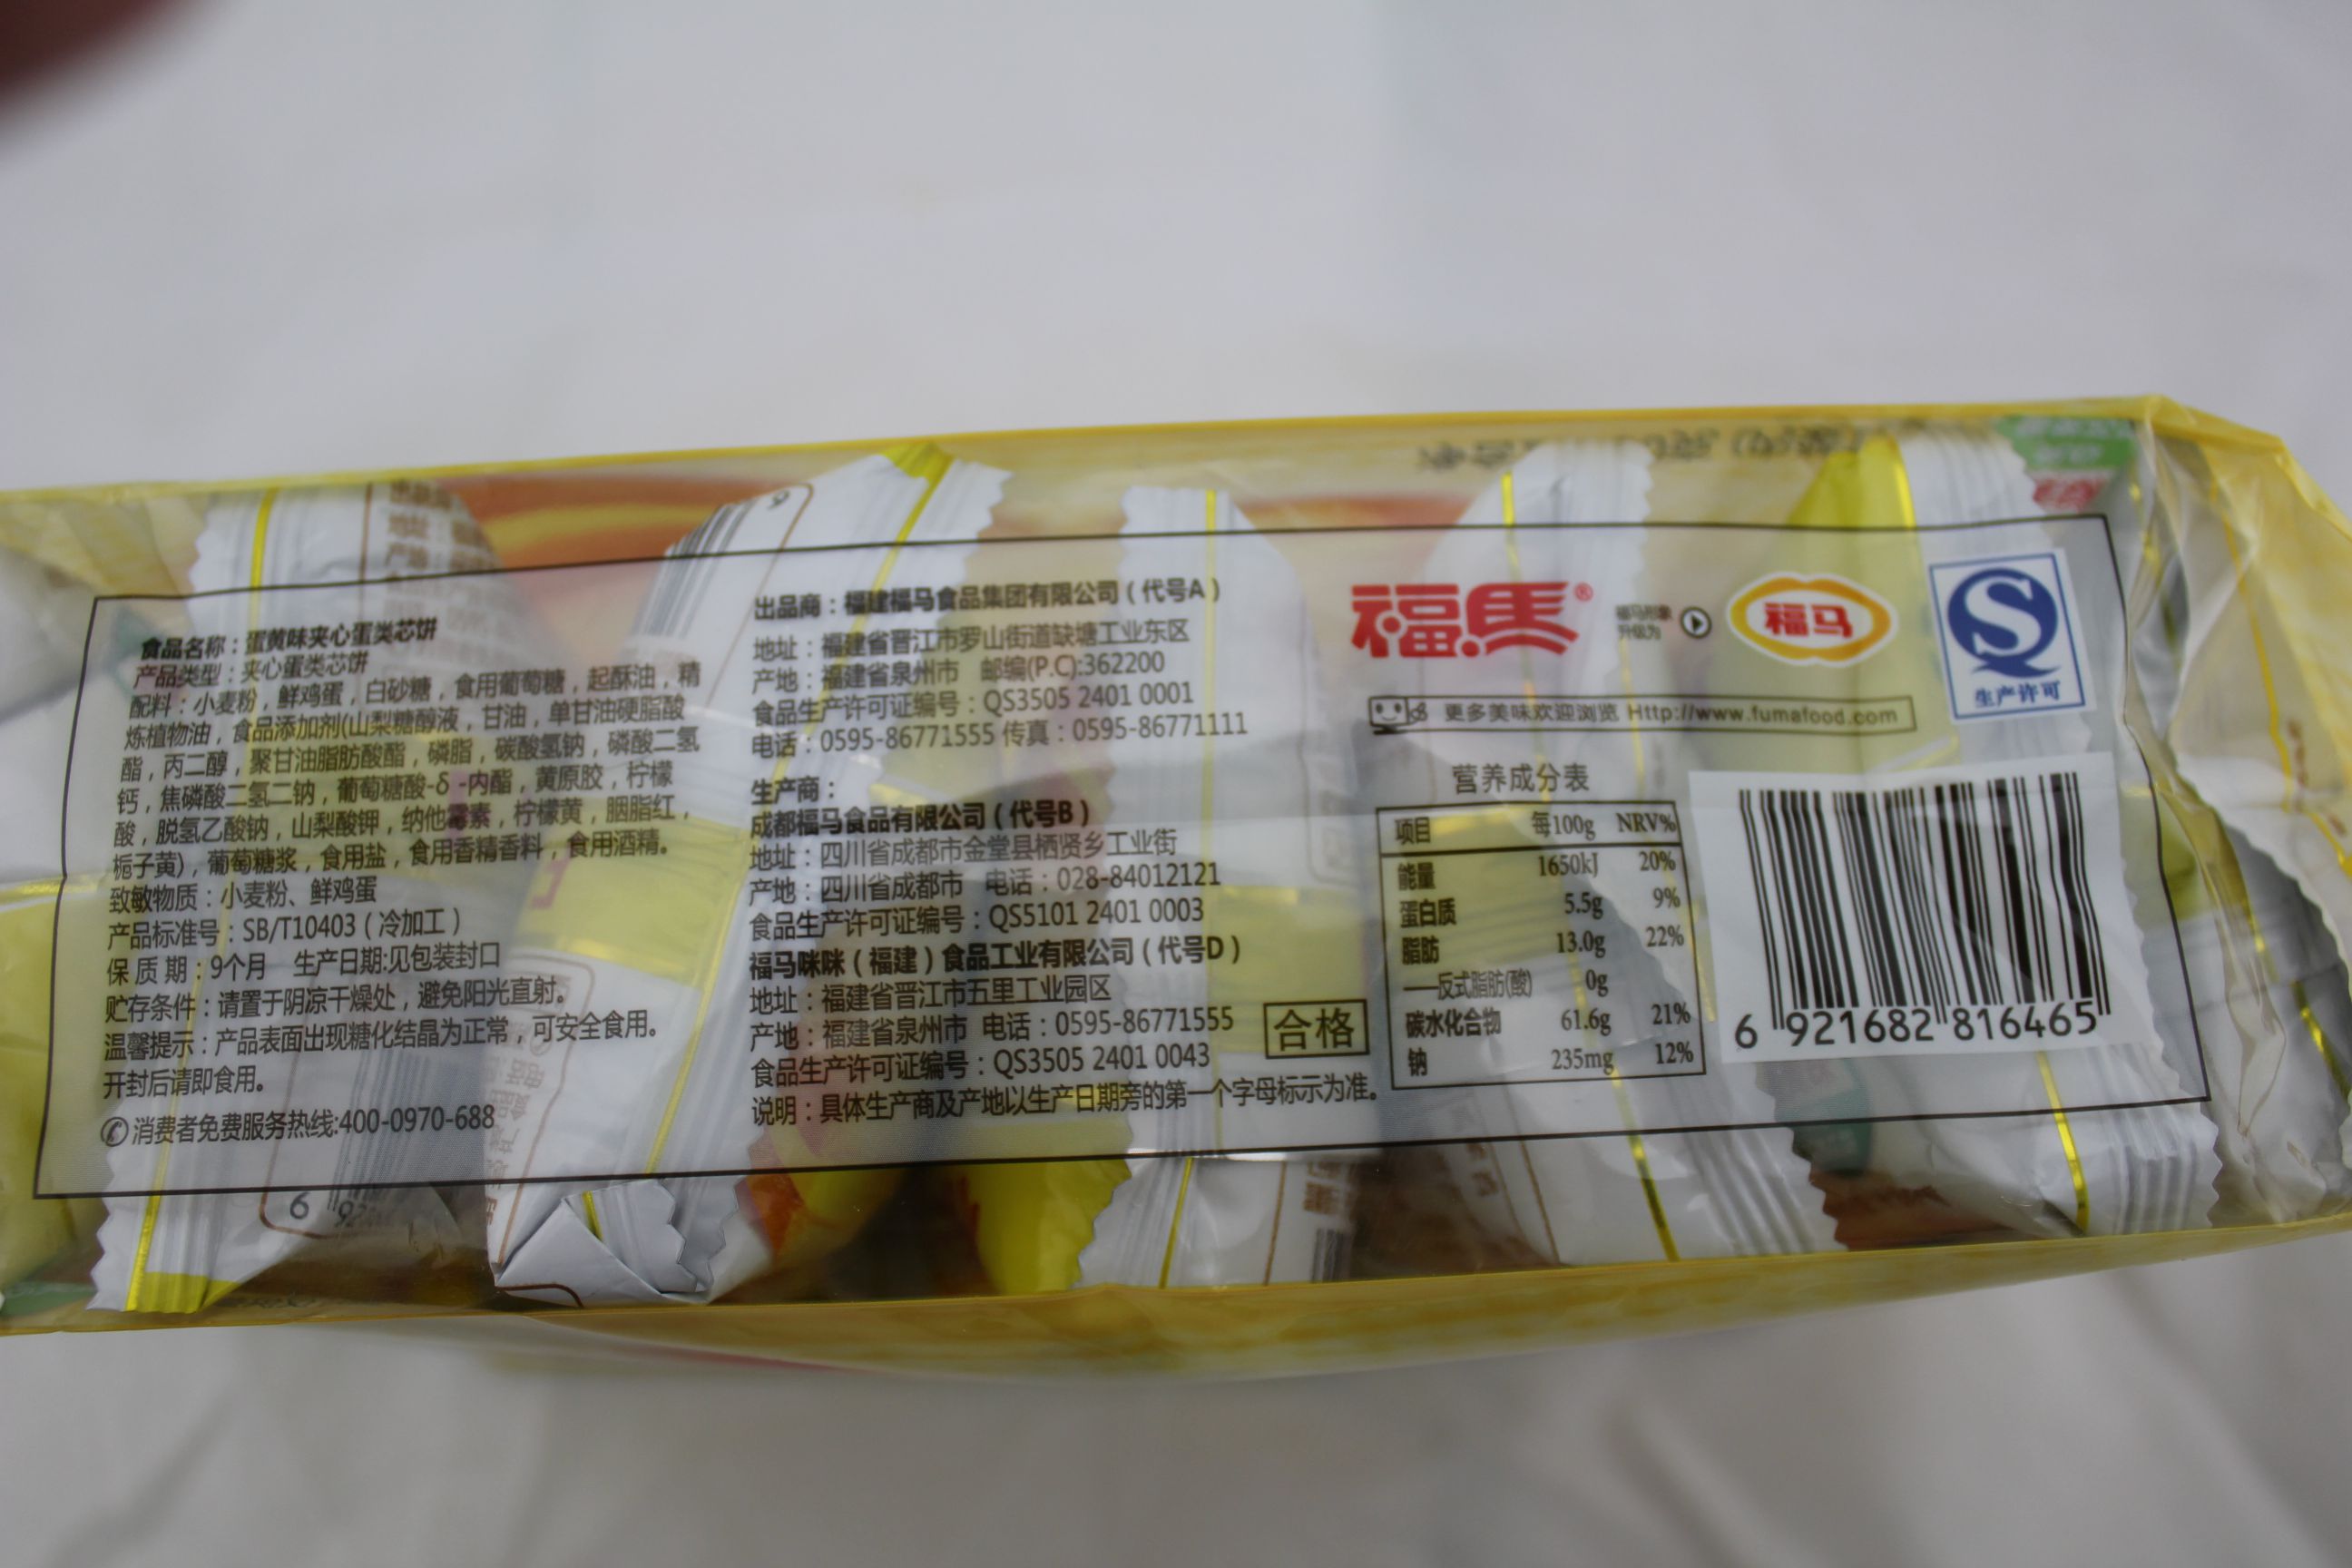 食品名称：蛋黄味夹心蛋类芯饼
产品类型：夹心蛋类芯饼
配料：小麦粉，鲜鸡蛋，白砂糖，食用葡萄糖，起酥油，精
炼植物油，食品添加剂(山梨糖醇液，甘油，单甘油硬脂酸
酯，丙二醇，聚甘油脂肪酸酯，磷脂，碳酸氢钠，磷酸二氢
钙，焦磷酸二氢二钠，葡萄糖酸-δ-内酯，黄原胶，柠檬
酸，脱氢乙酸钠，山梨酸钾，纳他霉素，柠檬黄，胭脂红，
栀子黄)，葡萄糖浆，食用盐，食用香精香料，食用酒精。
致敏物质：小麦粉、鲜鸡蛋
产品标准号：SB/T10403（冷加工）
保 质 期：9个月 生产日期:见包装封口
贮存条件：请置于阴凉干燥处，避免阳光直射。
温馨提示：产品表面出现糖化结晶为正常，可安全食用。
开封后请即食用。
消费者免费服务热线:400-0970-688
出品商：福建福马食品集团有限公司（代号A）
地址：福建省晋江市罗山街道缺塘工业东区
产地：福建省泉州市 邮编(P.C):362200
食品生产许可证编号：QS3505 2401 0001
电话：0595-86771555 传真：0595-86771111
生产商：
成都福马食品有限公司（代号B）
地址：四川省成都市金堂县栖贤乡工业街
产地：四川省成都市 电话：028-84012121
食品生产许可证编号：QS5101 2401 0003
福马咪咪（福建）食品工业有限公司（代号D）
地址：福建省晋江市五里工业园区
产地：福建省泉州市 电话：0595-86771555
食品生产许可证编号：QS3505 2401 0043
说明：具体生产商及产地以生产日期旁的第一个字母标示为准。
合格
福馬®
福马形象
升级为
福马
生产许可
更多美味欢迎浏览 Http://www.fumafood.com
营养成分表
项目 每100g NRV%
能量 1650kJ 20%
蛋白质 5.5g 9%
脂肪 13.0g 22%
—反式脂肪(酸) 0g
碳水化合物 61.6g 21%
钠 235mg 12%
6 921682 816465